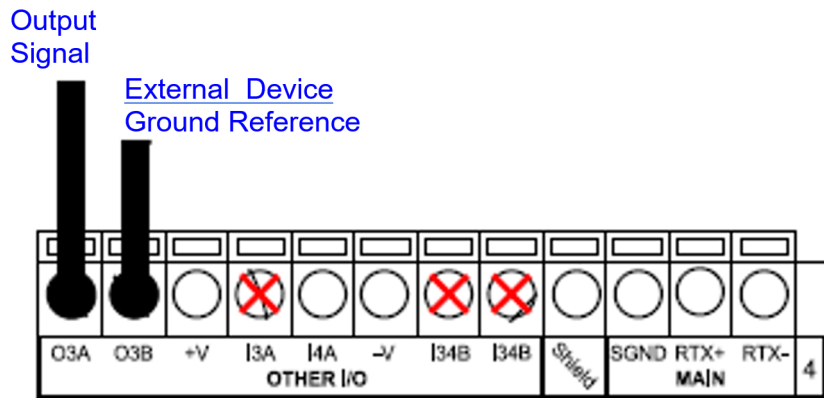 Output
Signal
External Device
Ground Reference
O3A O3B +V I3A I4A –V I34B I34B Shield SGND RTX+ RTX–
OTHER I/O MAIN 4